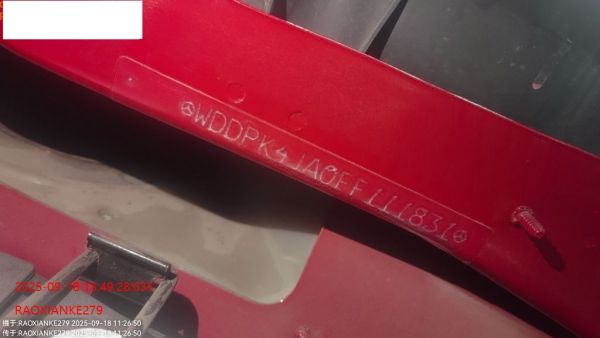 WDDPK4JA0FF111831
RAOXIANKE279
摄于:RAOXIANKE279 2025-09-18 11:26:50
传于:RAOXIANKE279 2025-09-18 11:26:50